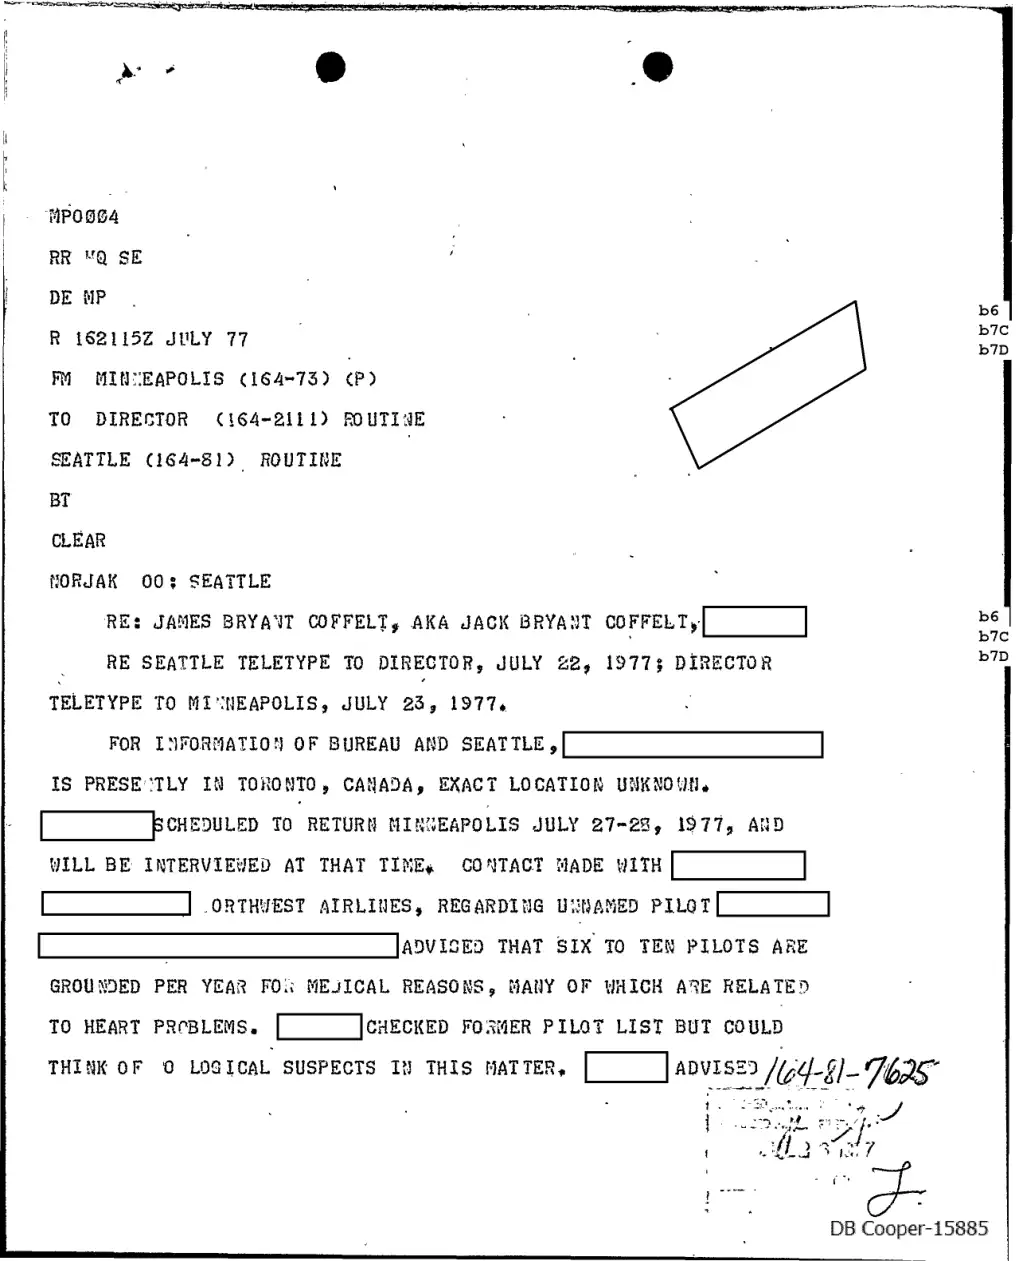 MP0004
RR HQ SE
DE MP
R 162115Z JULY 77
FM MINNEAPOLIS (164-73) (P)
TO DIRECTOR (164-2111) ROUTINE
SEATTLE (164-81) ROUTINE
BT
CLEAR
NORJAK OO: SEATTLE
RE: JAMES BRYANT COFFELT, AKA JACK BRYANT COFFELT,
RE SEATTLE TELETYPE TO DIRECTOR, JULY 22, 1977; DIRECTOR
TELETYPE TO MINNEAPOLIS, JULY 23, 1977.
FOR INFORMATION OF BUREAU AND SEATTLE,
IS PRESENTLY IN TORONTO, CANADA, EXACT LOCATION UNKNOWN.
SCHEDULED TO RETURN MINNEAPOLIS JULY 27-28, 1977, AND
WILL BE INTERVIEWED AT THAT TIME. CONTACT MADE WITH
ORTHWEST AIRLINES, REGARDING UNNAMED PILOT
ADVISED THAT SIX TO TEN PILOTS ARE
GROUNDED PER YEAR FOR MEDICAL REASONS, MANY OF WHICH ARE RELATED
TO HEART PROBLEMS. CHECKED FORMER PILOT LIST BUT COULD
THINK OF O LOGICAL SUSPECTS IN THIS MATTER. ADVISED
164-81-7625
b6
b7C
b7D
b6
b7C
b7D
DB Cooper-15885